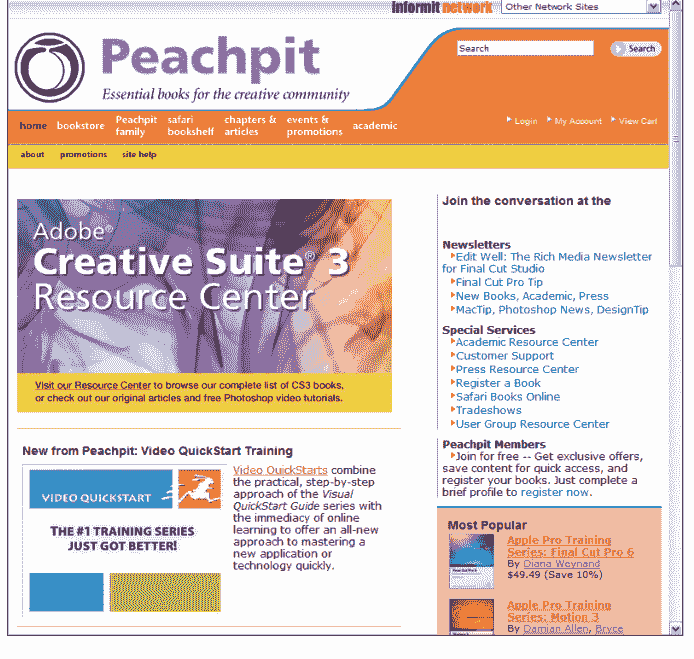 informit network
Other Network Sites
Peachpit
Essential books for the creative community
Search
Search
home
bookstore
Peachpit
family
safari
bookshelf
chapters &
articles
events &
promotions
academic
Login
My Account
View Cart
about
promotions
site help
Adobe®
Creative Suite® 3
Resource Center
Visit our Resource Center to browse our complete list of CS3 books,
or check out our original articles and free Photoshop video tutorials.
New from Peachpit: Video QuickStart Training
VIDEO QUICKSTART
THE #1 TRAINING SERIES
JUST GOT BETTER!
Video QuickStarts combine
the practical, step-by-step
approach of the Visual
QuickStart Guide series with
the immediacy of online
learning to offer an all-new
approach to mastering a
new application or
technology quickly.
Join the conversation at the
Newsletters
Edit Well: The Rich Media Newsletter
for Final Cut Studio
Final Cut Pro Tip
New Books, Academic, Press
MacTip, Photoshop News, DesignTip
Special Services
Academic Resource Center
Customer Support
Press Resource Center
Register a Book
Safari Books Online
Tradeshows
User Group Resource Center
Peachpit Members
Join for free -- Get exclusive offers,
save content for quick access, and
register your books. Just complete a
brief profile to register now.
Most Popular
Apple Pro Training
Series: Final Cut Pro 6
By Diana Weynand
$49.49 (Save 10%)
Apple Pro Training
Series: Motion 3
By Damian Allen, Bryce